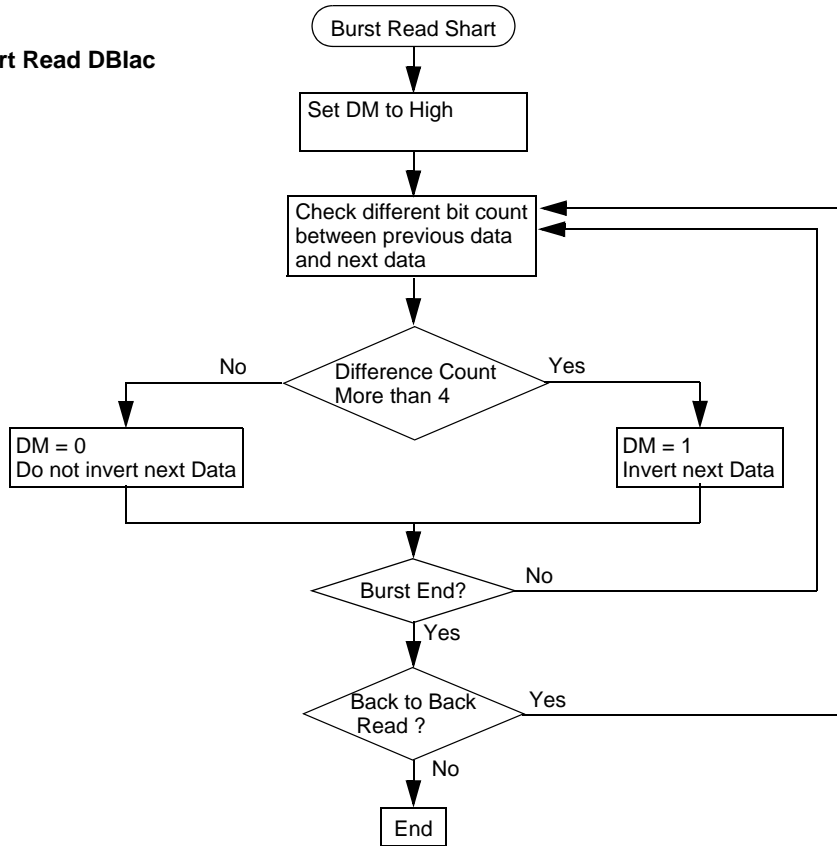 Burst Read Shart
rt Read DBIac
Set DM to High
Check different bit count
between previous data
and next data
No
Difference Count
More than 4
Yes
DM = 0
Do not invert next Data
DM = 1
Invert next Data
Burst End?
No
Yes
Back to Back
Read ?
Yes
No
End